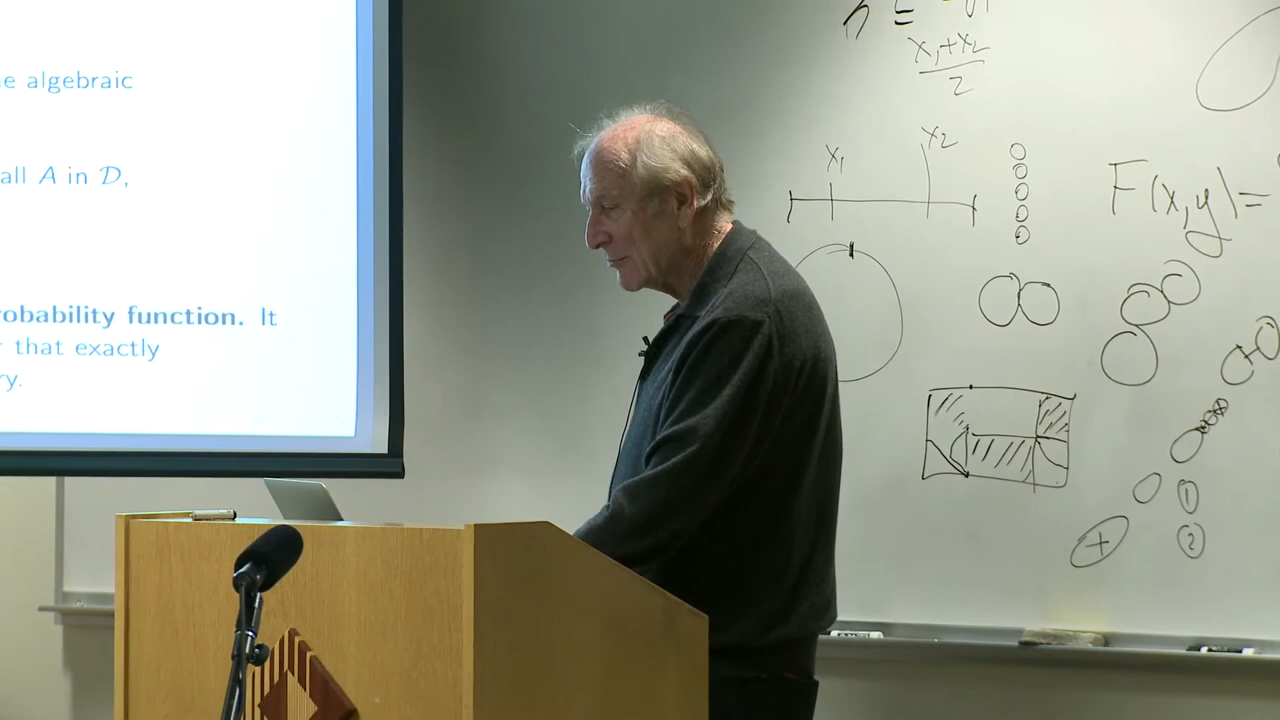 e algebraic
all A in 𝒟,
robability function. It
r that exactly
ry.
n =
x₁+x₂
2
x₁
x₂
F(x,y)=
+
1
2